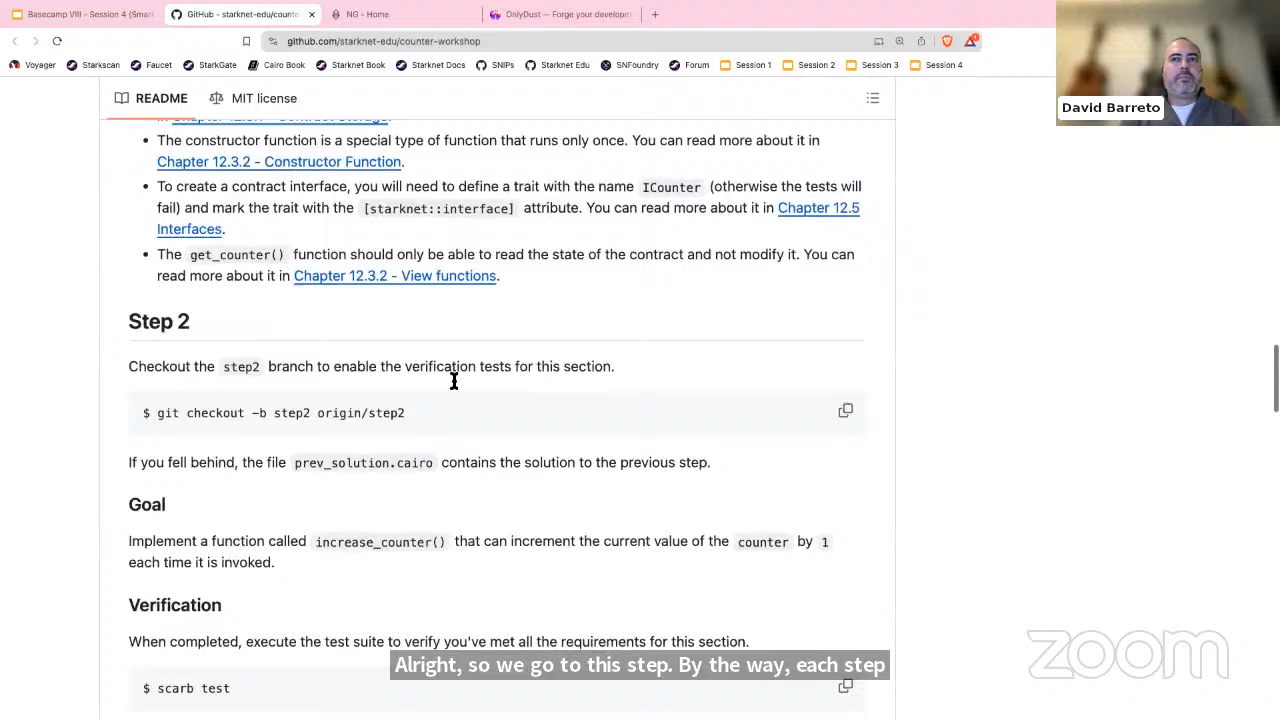 Basecamp VIII - Session 4 (Smar
GitHub - starknet-edu/counte
NG - Home
OnlyDust — Forge your develope
github.com/starknet-edu/counter-workshop
Voyager
Starkscan
Faucet
StarkGate
Cairo Book
Starknet Book
Starknet Docs
SNIPs
Starknet Edu
SNFoundry
Forum
Session 1
Session 2
Session 3
Session 4
David Barreto
README
MIT license
The constructor function is a special type of function that runs only once. You can read more about it in
Chapter 12.3.2 - Constructor Function.
To create a contract interface, you will need to define a trait with the name ICounter (otherwise the tests will
fail) and mark the trait with the [starknet::interface] attribute. You can read more about it in Chapter 12.5
Interfaces.
The get_counter() function should only be able to read the state of the contract and not modify it. You can
read more about it in Chapter 12.3.2 - View functions.
Step 2
Checkout the step2 branch to enable the verification tests for this section.
$ git checkout -b step2 origin/step2
If you fell behind, the file prev_solution.cairo contains the solution to the previous step.
Goal
Implement a function called increase_counter() that can increment the current value of the counter by 1
each time it is invoked.
Verification
When completed, execute the test suite to verify you've met all the requirements for this section.
Alright, so we go to this step. By the way, each step
$ scarb test
zoom